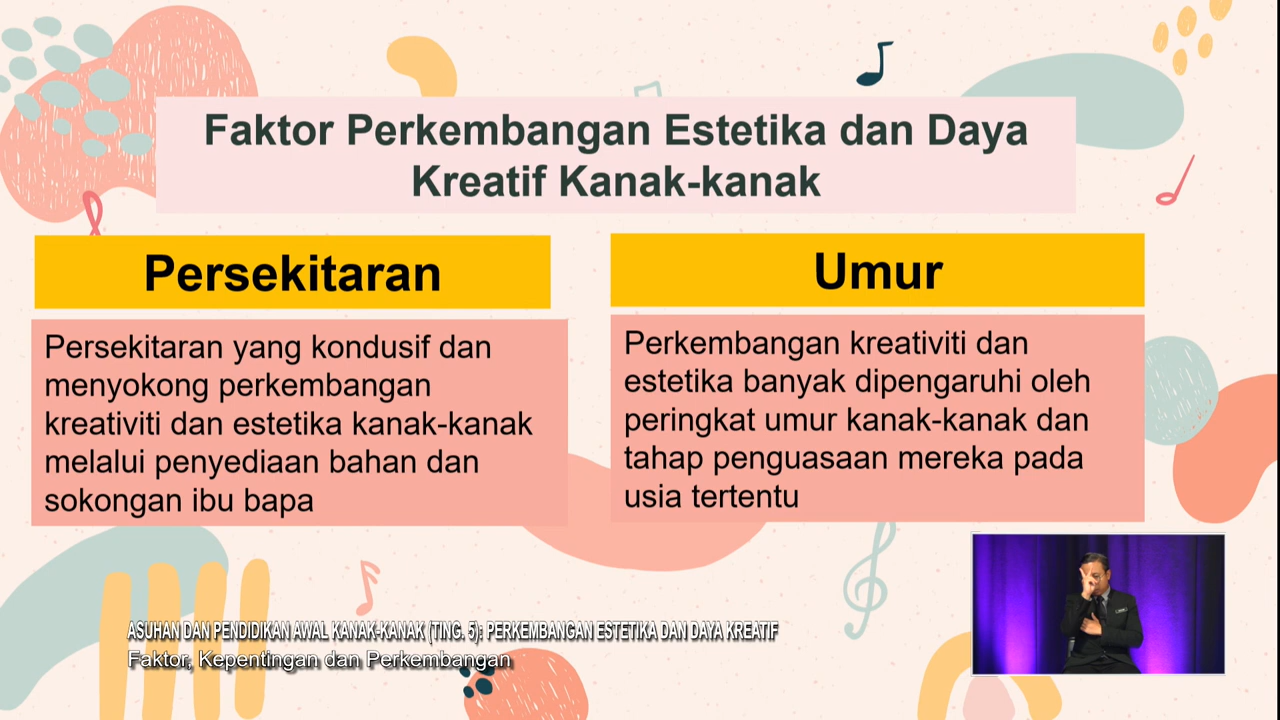 Faktor Perkembangan Estetika dan Daya
Kreatif Kanak-kanak
Persekitaran
Persekitaran yang kondusif dan
menyokong perkembangan
kreativiti dan estetika kanak-kanak
melalui penyediaan bahan dan
sokongan ibu bapa
Umur
Perkembangan kreativiti dan
estetika banyak dipengaruhi oleh
peringkat umur kanak-kanak dan
tahap penguasaan mereka pada
usia tertentu
ASUHAN DAN PENDIDIKAN AWAL KANAK-KANAK (TING. 5): PERKEMBANGAN ESTETIKA DAN DAYA KREATIF
Faktor, Kepentingan dan Perkembangan